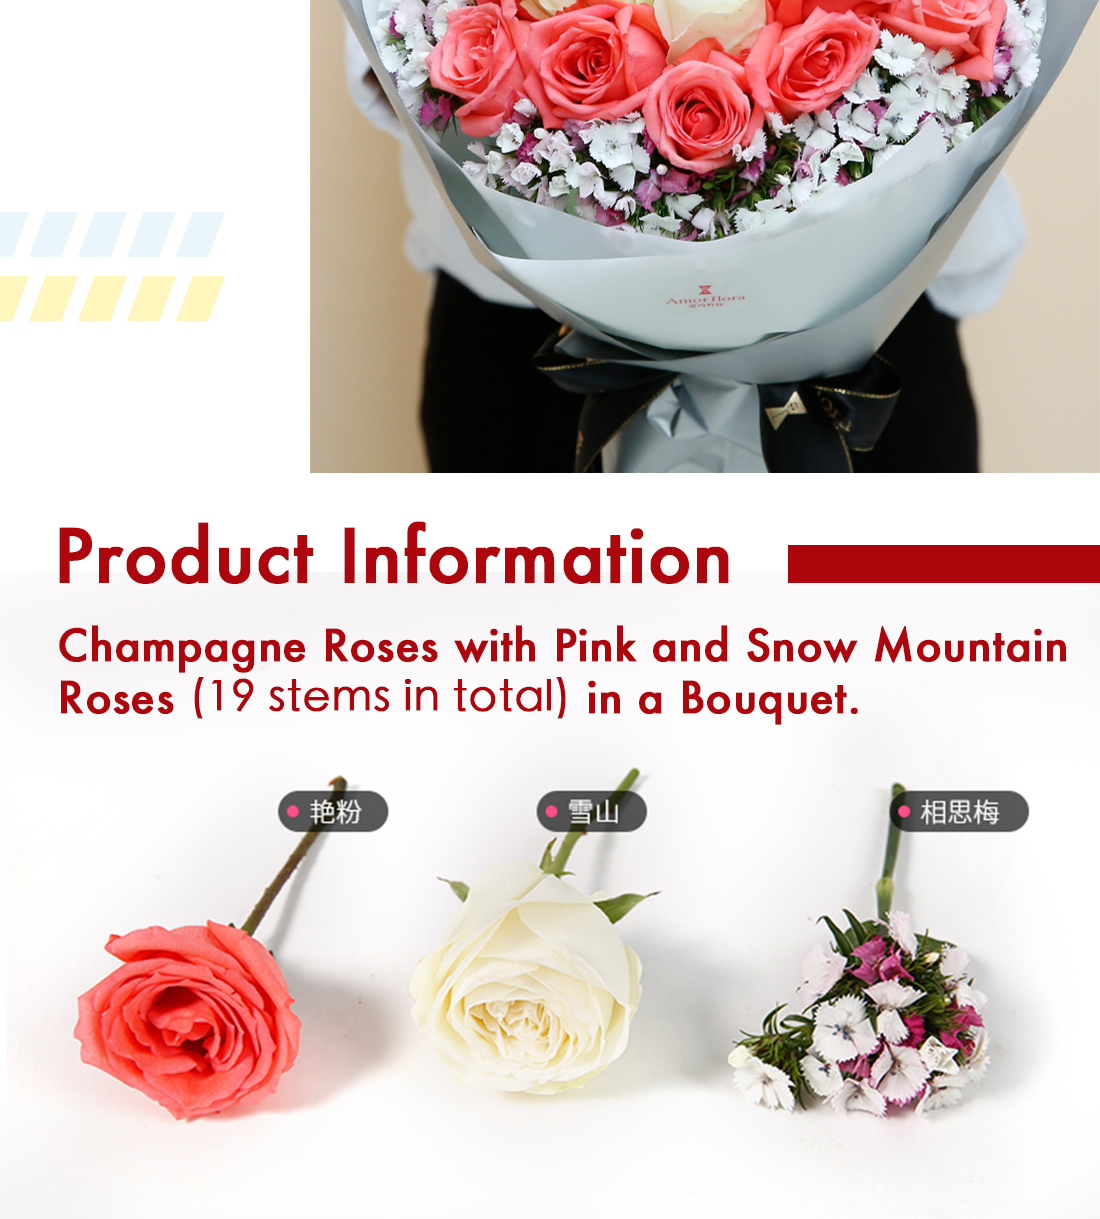 Amorflora
Product Information
Champagne Roses with Pink and Snow Mountain
Roses (19 stems in total) in a Bouquet.
艳粉
雪山
相思梅